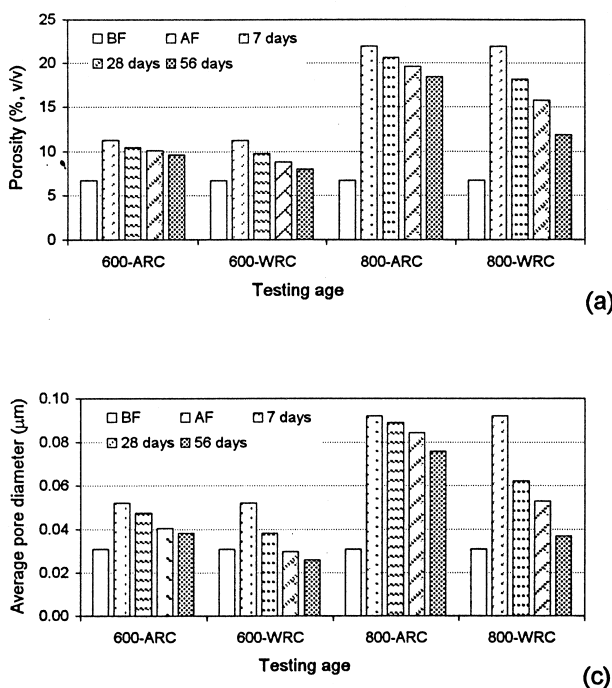 25
20
15
10
5
0
Porosity (%, v/v)
BF AF 7 days
28 days 56 days
600-ARC 600-WRC 800-ARC 800-WRC
Testing age
(a)
0.10
0.08
0.06
0.04
0.02
0.00
Average pore diameter (μm)
BF AF 7 days
28 days 56 days
600-ARC 600-WRC 800-ARC 800-WRC
Testing age
(c)